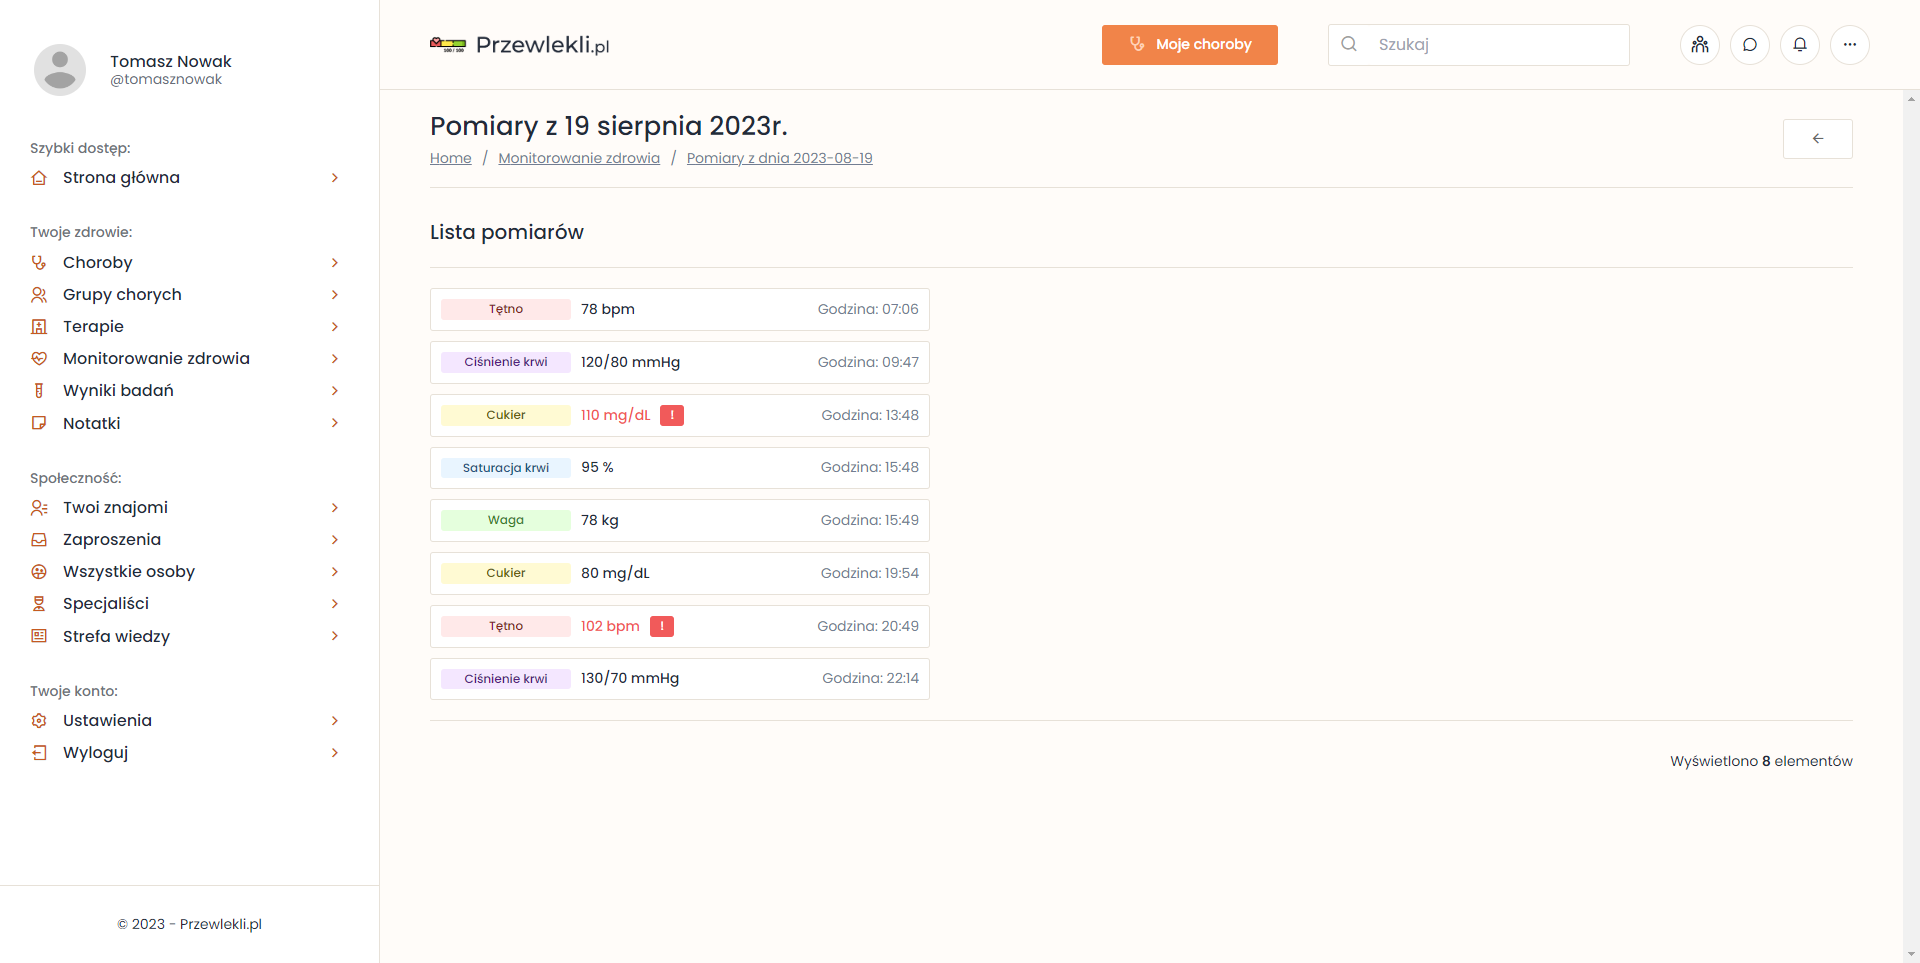 Tomasz Nowak
@tomasznowak
Szybki dostęp:
Strona główna
Twoje zdrowie:
Choroby
Grupy chorych
Terapie
Monitorowanie zdrowia
Wyniki badań
Notatki
Społeczność:
Twoi znajomi
Zaproszenia
Wszystkie osoby
Specjaliści
Strefa wiedzy
Twoje konto:
Ustawienia
Wyloguj
© 2023 - Przewlekli.pl
100 / 100
Przewlekli.pl
Moje choroby
Szukaj
Pomiary z 19 sierpnia 2023r.
Home / Monitorowanie zdrowia / Pomiary z dnia 2023-08-19
Lista pomiarów
Tętno 78 bpm Godzina: 07:06
Ciśnienie krwi 120/80 mmHg Godzina: 09:47
Cukier 110 mg/dL ! Godzina: 13:48
Saturacja krwi 95 % Godzina: 15:48
Waga 78 kg Godzina: 15:49
Cukier 80 mg/dL Godzina: 19:54
Tętno 102 bpm ! Godzina: 20:49
Ciśnienie krwi 130/70 mmHg Godzina: 22:14
Wyświetlono 8 elementów